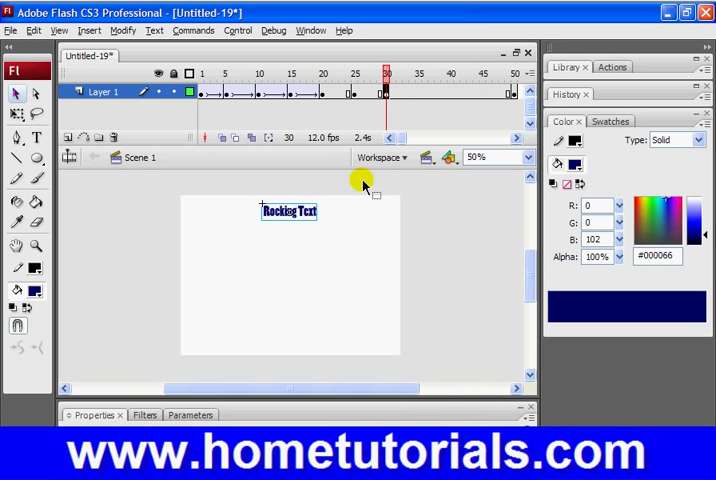 Adobe Flash CS3 Professional - [Untitled-19*]
File Edit View Insert Modify Text Commands Control Debug Window Help
Untitled-19*
Fl
1 5 10 15 20 25 30 35 40 45 50
Layer 1
30 12.0 fps 2.4s
Scene 1
Workspace
50%
Rocking Text
Properties × Filters Parameters
Library × Actions
History ×
Color × Swatches
Type: Solid
R: 0
G: 0
B: 102
Alpha: 100%
#000066
www.hometutorials.com